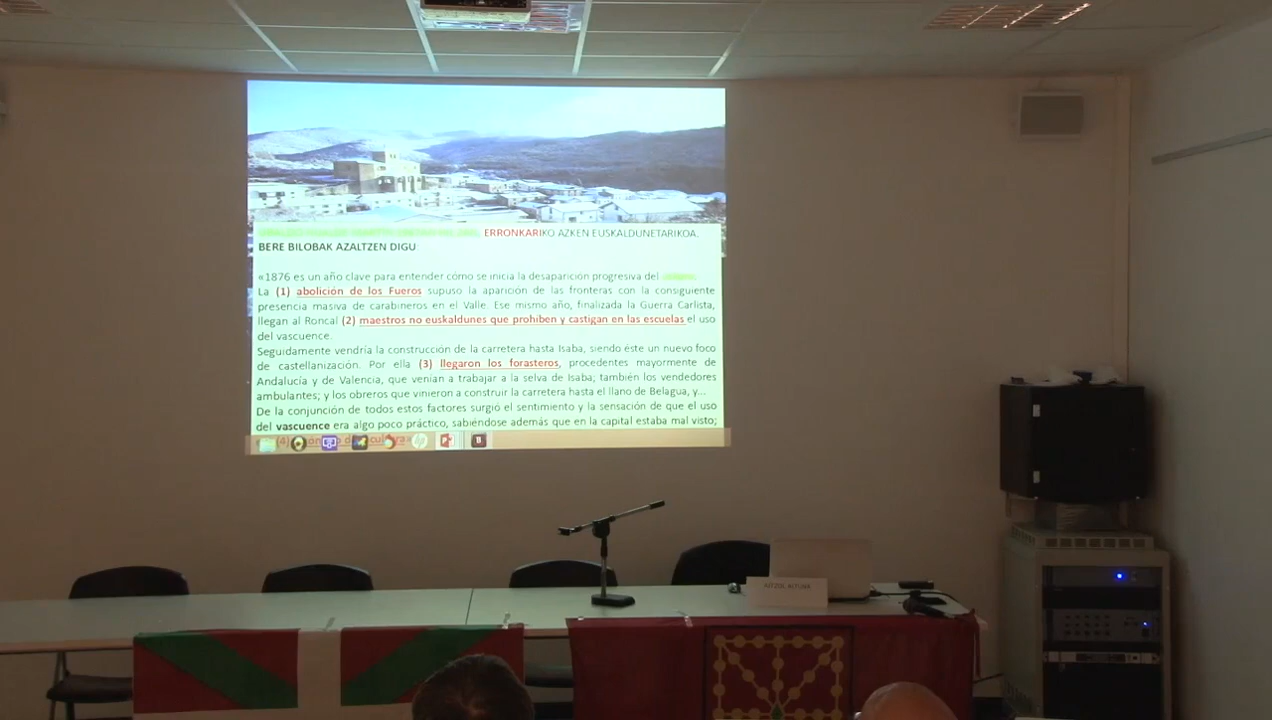 ERRONKARIKO AZKEN EUSKALDUNETARIKOA.
BERE BILOBAK AZALTZEN DIGU
«1876 es un año clave para entender cómo se inicia la desaparición progresiva del
La (1) abolición de los Fueros supuso la aparición de las fronteras con la consiguiente
presencia masiva de carabineros en el Valle. Ese mismo año, finalizada la Guerra Carlista,
llegan al Roncal (2) maestros no euskaldunes que prohiben y castigan en las escuelas el uso
del vascuence.
Seguidamente vendría la construcción de la carretera hasta Isaba, siendo éste un nuevo foco
de castellanización. Por ella (3) llegaron los forasteros, procedentes mayormente de
Andalucía y de Valencia, que venían a trabajar a la selva de Isaba; también los vendedores
ambulantes; y los obreros que vinieron a construir la carretera hasta el llano de Belagua, y...
De la conjunción de todos estos factores surgió el sentimiento y la sensación de que el uso
del vascuence era algo poco práctico, sabiéndose además que en la capital estaba mal visto;
(4)